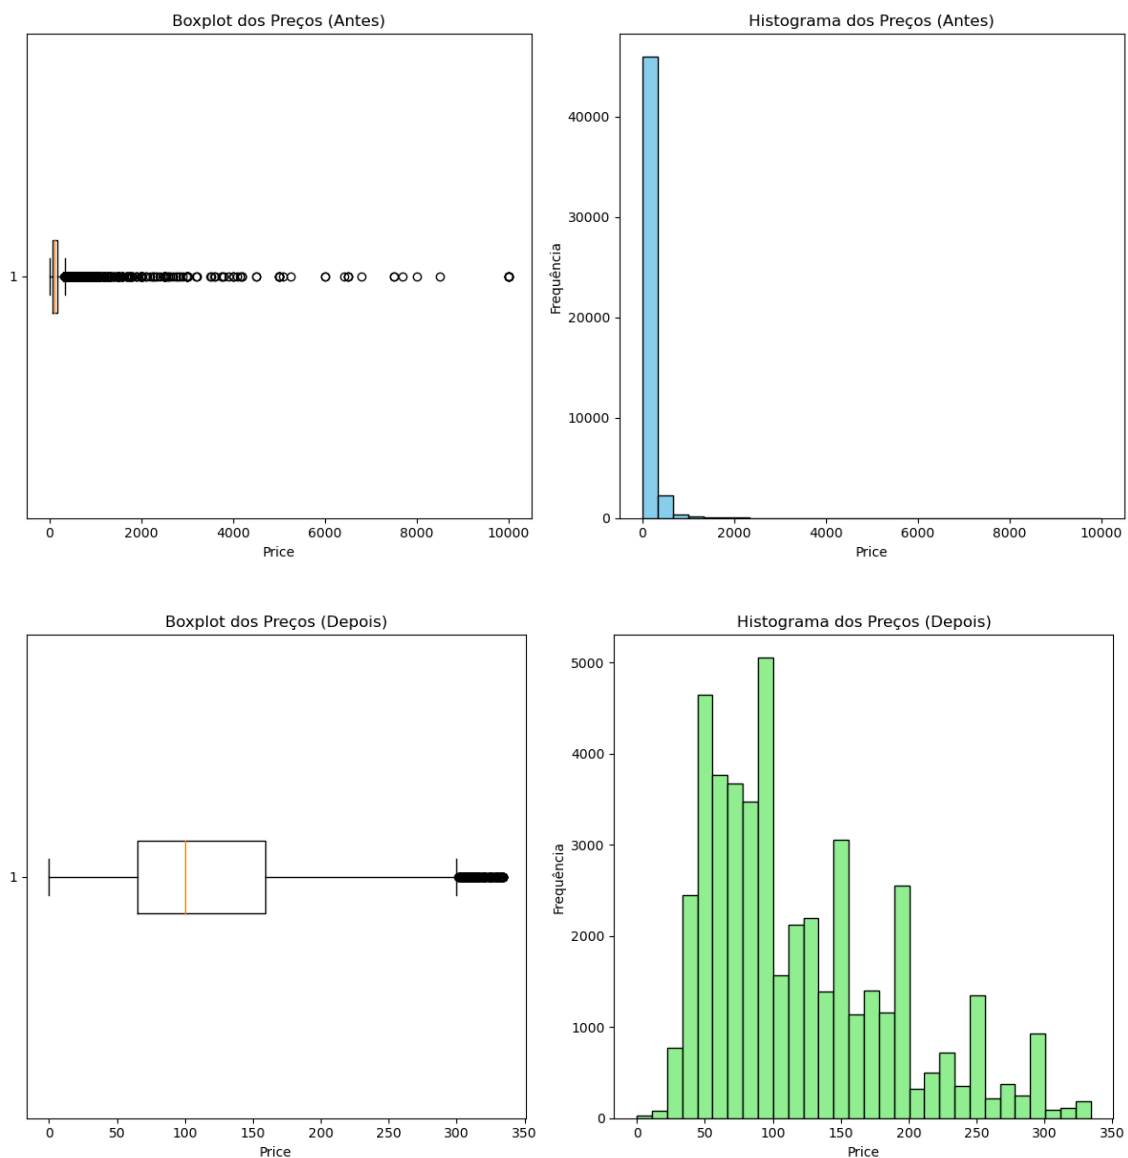 Boxplot dos Preços (Antes)
1
0 2000 4000 6000 8000 10000
Price
Histograma dos Preços (Antes)
Frequência
40000
30000
20000
10000
0
0 2000 4000 6000 8000 10000
Price
Boxplot dos Preços (Depois)
1
0 50 100 150 200 250 300 350
Price
Histograma dos Preços (Depois)
Frequência
5000
4000
3000
2000
1000
0
0 50 100 150 200 250 300 350
Price